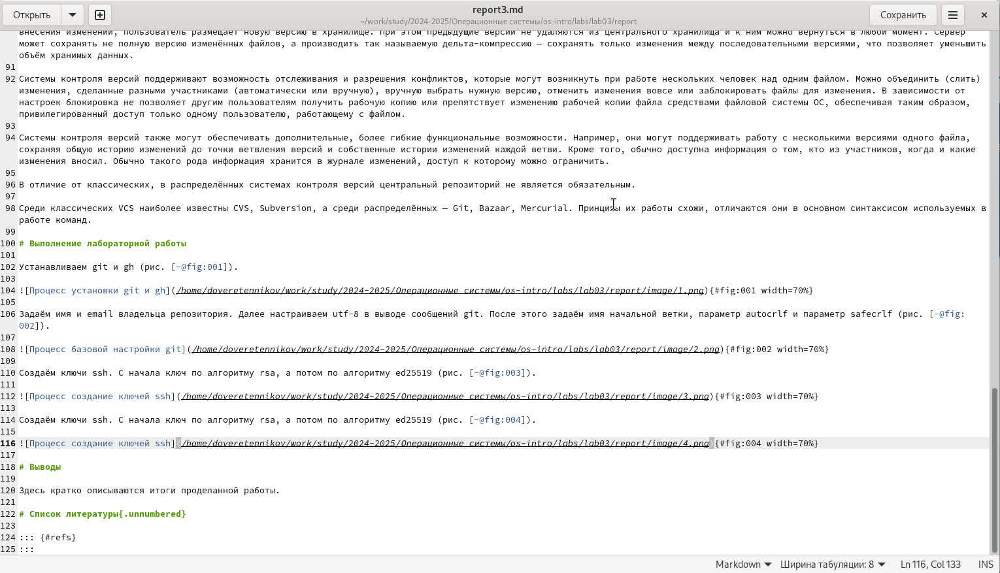 Открыть
report3.md
~/work/study/2024-2025/Операционные системы/os-intro/labs/lab03/report
Сохранить
внесения изменений, пользователь размещает новую версию в хранилище. При этом предыдущие версии не удаляются из центрального хранилища и к ним можно вернуться в любой момент. Сервер
может сохранять не полную версию изменённых файлов, а производить так называемую дельта-компрессию — сохранять только изменения между последовательными версиями, что позволяет уменьшить
объём хранимых данных.
91
92 Системы контроля версий поддерживают возможность отслеживания и разрешения конфликтов, которые могут возникнуть при работе нескольких человек над одним файлом. Можно объединить (слить)
изменения, сделанные разными участниками (автоматически или вручную), вручную выбрать нужную версию, отменить изменения вовсе или заблокировать файлы для изменения. В зависимости от
настроек блокировка не позволяет другим пользователям получить рабочую копию или препятствует изменению рабочей копии файла средствами файловой системы ОС, обеспечивая таким образом,
привилегированный доступ только одному пользователю, работающему с файлом.
93
94 Системы контроля версий также могут обеспечивать дополнительные, более гибкие функциональные возможности. Например, они могут поддерживать работу с несколькими версиями одного файла,
сохраняя общую историю изменений до точки ветвления версий и собственные истории изменений каждой ветви. Кроме того, обычно доступна информация о том, кто из участников, когда и какие
изменения вносил. Обычно такого рода информация хранится в журнале изменений, доступ к которому можно ограничить.
95
96 В отличие от классических, в распределённых системах контроля версий центральный репозиторий не является обязательным.
97
98 Среди классических VCS наиболее известны CVS, Subversion, а среди распределённых — Git, Bazaar, Mercurial. Принципы их работы схожи, отличаются они в основном синтаксисом используемых в
работе команд.
99
100 # Выполнение лабораторной работы
101
102 Устанавливаем git и gh (рис. [-@fig:001]).
103
104 ![Процесс установки git и gh](/home/doveretennikov/work/study/2024-2025/Операционные системы/os-intro/labs/lab03/report/image/1.png){#fig:001 width=70%}
105
106 Задаём имя и email владельца репозитория. Далее настраиваем utf-8 в выводе сообщений git. После этого задаём имя начальной ветки, параметр autocrlf и параметр safecrlf (рис. [-@fig:
002]).
107
108 ![Процесс базовой настройки git](/home/doveretennikov/work/study/2024-2025/Операционные системы/os-intro/labs/lab03/report/image/2.png){#fig:002 width=70%}
109
110 Создаём ключи ssh. С начала ключ по алгоритму rsa, а потом по алгоритму ed25519 (рис. [-@fig:003]).
111
112 ![Процесс создание ключей ssh](/home/doveretennikov/work/study/2024-2025/Операционные системы/os-intro/labs/lab03/report/image/3.png){#fig:003 width=70%}
113
114 Создаём ключи ssh. С начала ключ по алгоритму rsa, а потом по алгоритму ed25519 (рис. [-@fig:004]).
115
116 ![Процесс создание ключей ssh](/home/doveretennikov/work/study/2024-2025/Операционные системы/os-intro/labs/lab03/report/image/4.png){#fig:004 width=70%}
117
118 # Выводы
119
120 Здесь кратко описываются итоги проделанной работы.
121
122 # Список литературы{.unnumbered}
123
124 ::: {#refs}
125 :::
Markdown
Ширина табуляции: 8
Ln 116, Col 133
INS